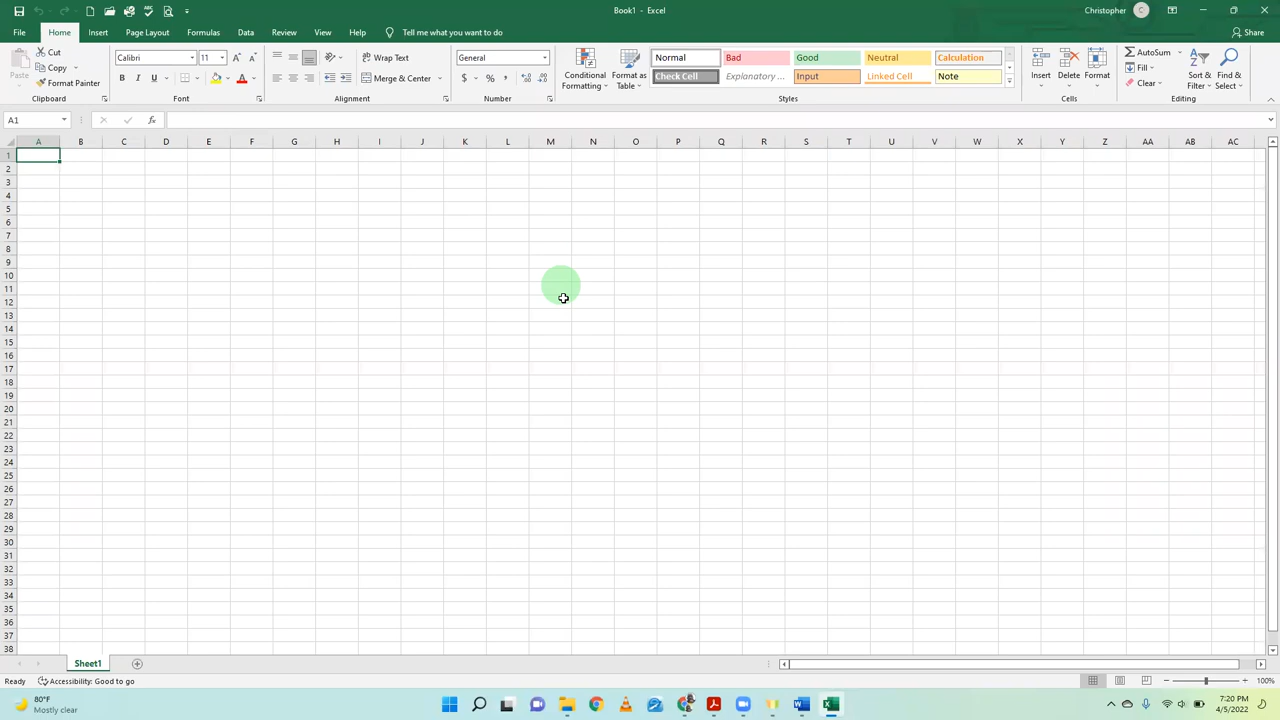 Book1 - Excel
Christopher C
File Home Insert Page Layout Formulas Data Review View Help Tell me what you want to do Share
Paste
Cut
Copy
Format Painter
Clipboard
Calibri 11
B I U
Font
Wrap Text
Merge & Center
Alignment
General
$ % ,
Number
Conditional Formatting
Format as Table
Normal Bad Good Neutral Calculation
Check Cell Explanatory ... Input Linked Cell Note
Styles
Insert Delete Format
Cells
AutoSum
Fill
Clear
Sort & Filter
Find & Select
Editing
A1 fx
A B C D E F G H I J K L M N O P Q R S T U V W X Y Z AA AB AC
1
2
3
4
5
6
7
8
9
10
11
12
13
14
15
16
17
18
19
20
21
22
23
24
25
26
27
28
29
30
31
32
33
34
35
36
37
38
Sheet1
Ready Accessibility: Good to go 100%
80°F
Mostly clear
7:20 PM
4/5/2022